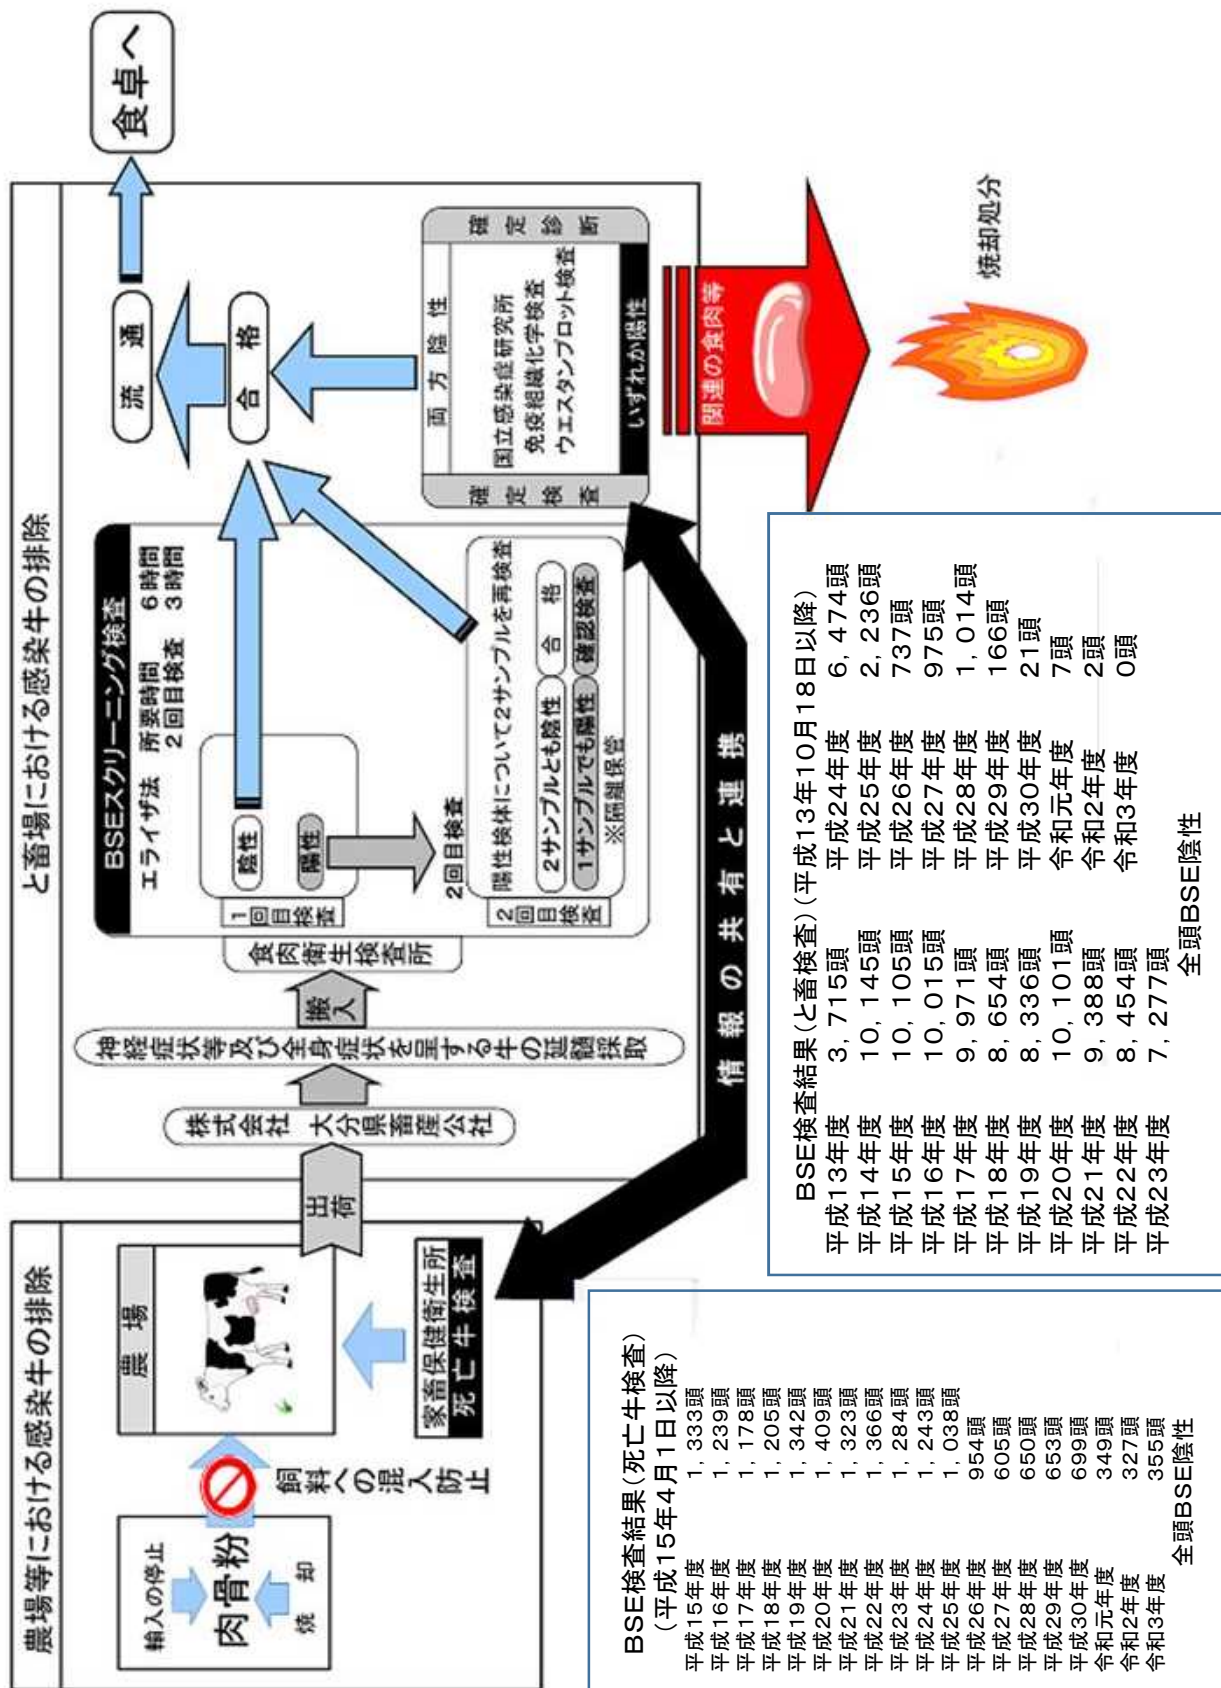 農場等における感染牛の排除
輸入の停止
肉骨粉
焼　却
飼料への混入防止
農　場
家畜保健衛生所
死亡牛検査
出荷
と畜場における感染牛の排除
株式会社　大分県畜産公社
神経症状等及び全身症状を呈する牛の延髄採取
搬入
食肉衛生検査所
BSEスクリーニング検査
エライザ法　所要時間　6時間
2回目検査　3時間
1回目検査
陰性
陽性
2回目検査
2回目検査
陽性検体について2サンプルを再検査
2サンプルとも陰性　合　格
1サンプルでも陽性　確認検査
※隔離保管
流　通
合　格
食卓へ
確定検査
両　方　陰　性
国立感染症研究所
免疫組織化学検査
ウエスタンブロット検査
いずれか陽性
確定診断
関連の食肉等
焼却処分
情報の共有と連携
BSE検査結果(死亡牛検査)
(平成15年4月1日以降)
平成15年度　1,333頭
平成16年度　1,239頭
平成17年度　1,178頭
平成18年度　1,205頭
平成19年度　1,342頭
平成20年度　1,409頭
平成21年度　1,323頭
平成22年度　1,366頭
平成23年度　1,284頭
平成24年度　1,243頭
平成25年度　1,038頭
平成26年度　954頭
平成27年度　605頭
平成28年度　650頭
平成29年度　653頭
平成30年度　699頭
令和元年度　349頭
令和2年度　327頭
令和3年度　355頭
全頭BSE陰性
BSE検査結果(と畜検査)(平成13年10月18日以降)
平成13年度　3,715頭　平成24年度　6,474頭
平成14年度　10,145頭　平成25年度　2,236頭
平成15年度　10,105頭　平成26年度　737頭
平成16年度　10,015頭　平成27年度　975頭
平成17年度　9,971頭　平成28年度　1,014頭
平成18年度　8,654頭　平成29年度　166頭
平成19年度　8,336頭　平成30年度　21頭
平成20年度　10,101頭　令和元年度　7頭
平成21年度　9,388頭　令和2年度　2頭
平成22年度　8,454頭　令和3年度　0頭
平成23年度　7,277頭
全頭BSE陰性